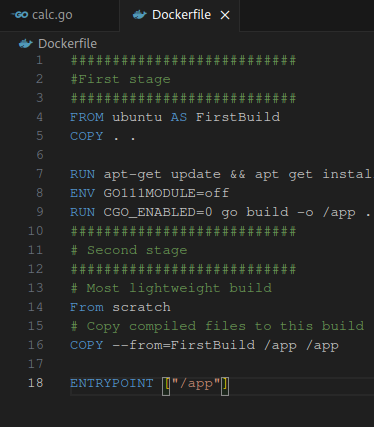 calc.go Dockerfile ×
Dockerfile
1 ###########################
2 #First stage
3 ###########################
4 FROM ubuntu AS FirstBuild
5 COPY . .
6
7 RUN apt-get update && apt get instal
8 ENV GO111MODULE=off
9 RUN CGO_ENABLED=0 go build -o /app .
10 ###########################
11 # Second stage
12 ###########################
13 # Most lightweight build
14 From scratch
15 # Copy compiled files to this build
16 COPY --from=FirstBuild /app /app
17
18 ENTRYPOINT ["/app"]